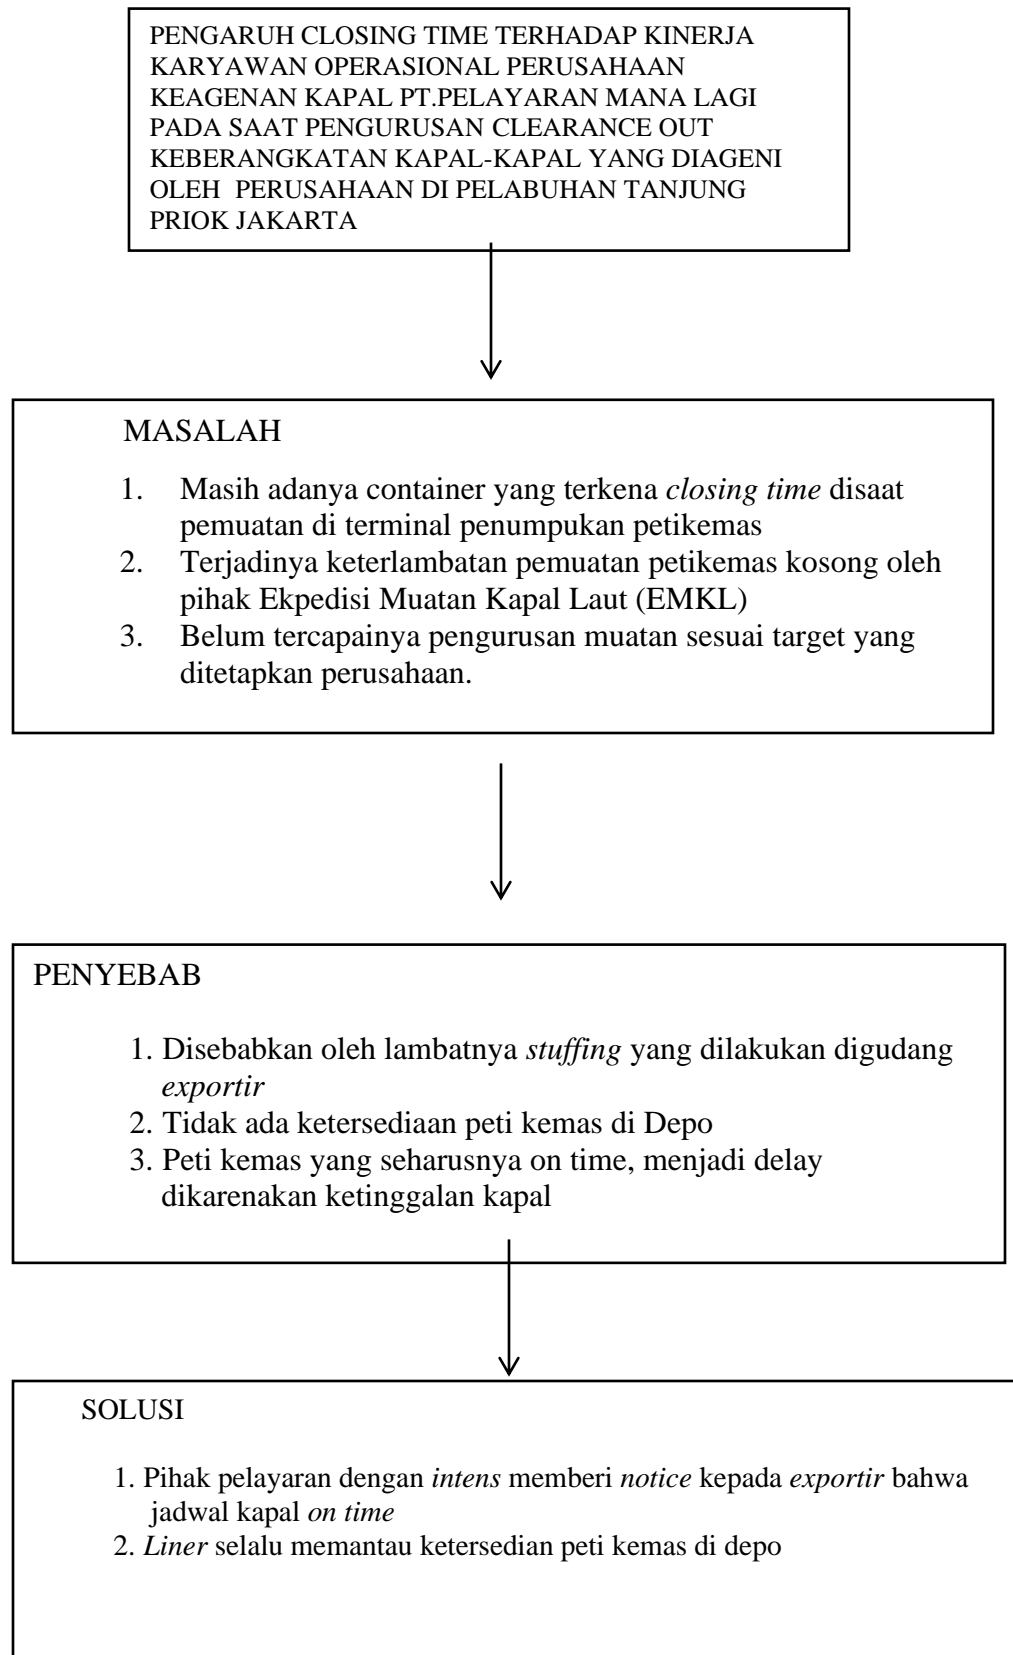 PENGARUH CLOSING TIME TERHADAP KINERJA
KARYAWAN OPERASIONAL PERUSAHAAN
KEAGENAN KAPAL PT.PELAYARAN MANA LAGI
PADA SAAT PENGURUSAN CLEARANCE OUT
KEBERANGKATAN KAPAL-KAPAL YANG DIAGENI
OLEH PERUSAHAAN DI PELABUHAN TANJUNG
PRIOK JAKARTA
MASALAH
1. Masih adanya container yang terkena closing time disaat
pemuatan di terminal penumpukan petikemas
2. Terjadinya keterlambatan pemuatan petikemas kosong oleh
pihak Ekpedisi Muatan Kapal Laut (EMKL)
3. Belum tercapainya pengurusan muatan sesuai target yang
ditetapkan perusahaan.
PENYEBAB
1. Disebabkan oleh lambatnya stuffing yang dilakukan digudang
exportir
2. Tidak ada ketersediaan peti kemas di Depo
3. Peti kemas yang seharusnya on time, menjadi delay
dikarenakan ketinggalan kapal
SOLUSI
1. Pihak pelayaran dengan intens memberi notice kepada exportir bahwa
jadwal kapal on time
2. Liner selalu memantau ketersedian peti kemas di depo